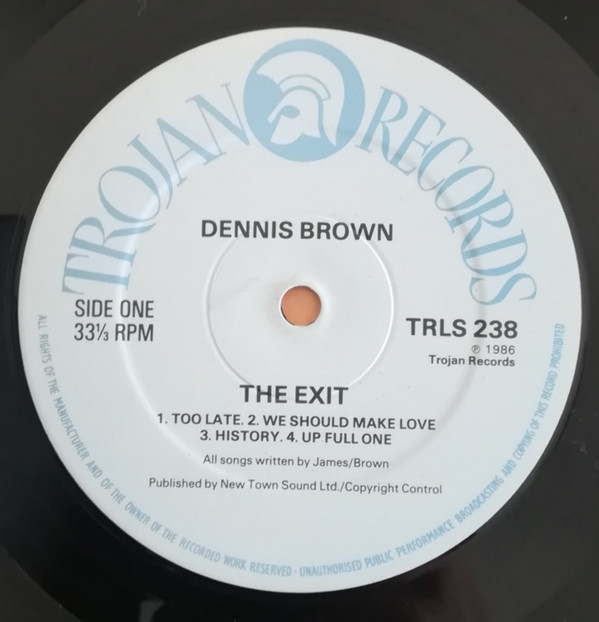 TROJAN RECORDS
DENNIS BROWN
SIDE ONE
33⅓ RPM
TRLS 238
℗ 1986
Trojan Records
THE EXIT
1. TOO LATE. 2. WE SHOULD MAKE LOVE
3. HISTORY. 4. UP FULL ONE
All songs written by James/Brown
Published by New Town Sound Ltd./Copyright Control
ALL RIGHTS OF THE MANUFACTURER AND OF THE OWNER OF THE RECORDED WORK RESERVED · UNAUTHORISED PUBLIC PERFORMANCE BROADCASTING AND COPYING OF THIS RECORD PROHIBITED